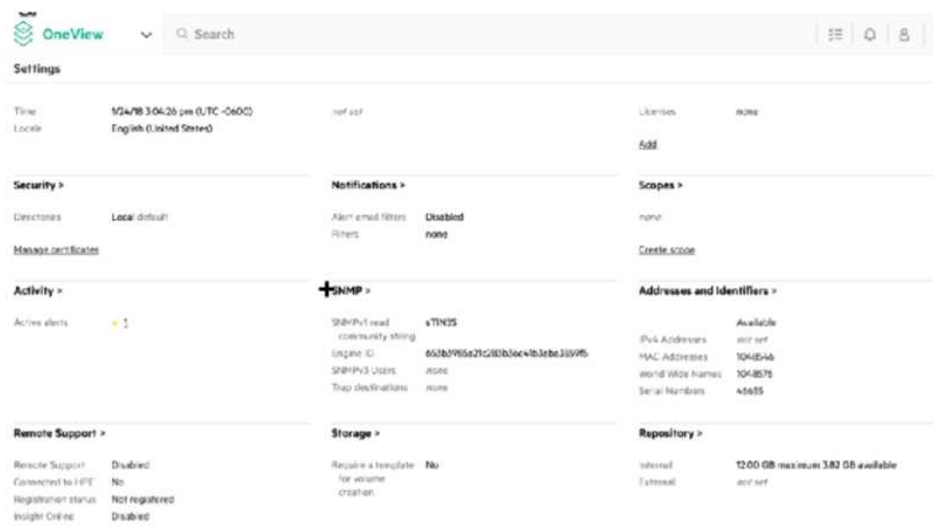 OneView
Search
Settings
Time 1/24/18 3:04:26 pm (UTC -0600)
Locale English (United States)
not set
Licenses none
Add
Security >
Directories Local default
Manage certificates
Notifications >
Alert email filters Disabled
Filters none
Scopes >
none
Create scope
Activity >
Active alerts 1
SNMP >
SNMPv1 read
community string
Engine ID
SNMPv3 Users none
Trap destinations none
Addresses and Identifiers >
Available
IPv4 Addresses not set
MAC Addresses
World Wide Names 1048576
Serial Numbers
Remote Support >
Remote Support Disabled
Connected to HPE No
Registration status Not registered
Insight Online Disabled
Storage >
Require a template No
for volume
creation
Repository >
Internal 12.00 GB maximum 3.82 GB available
External not set